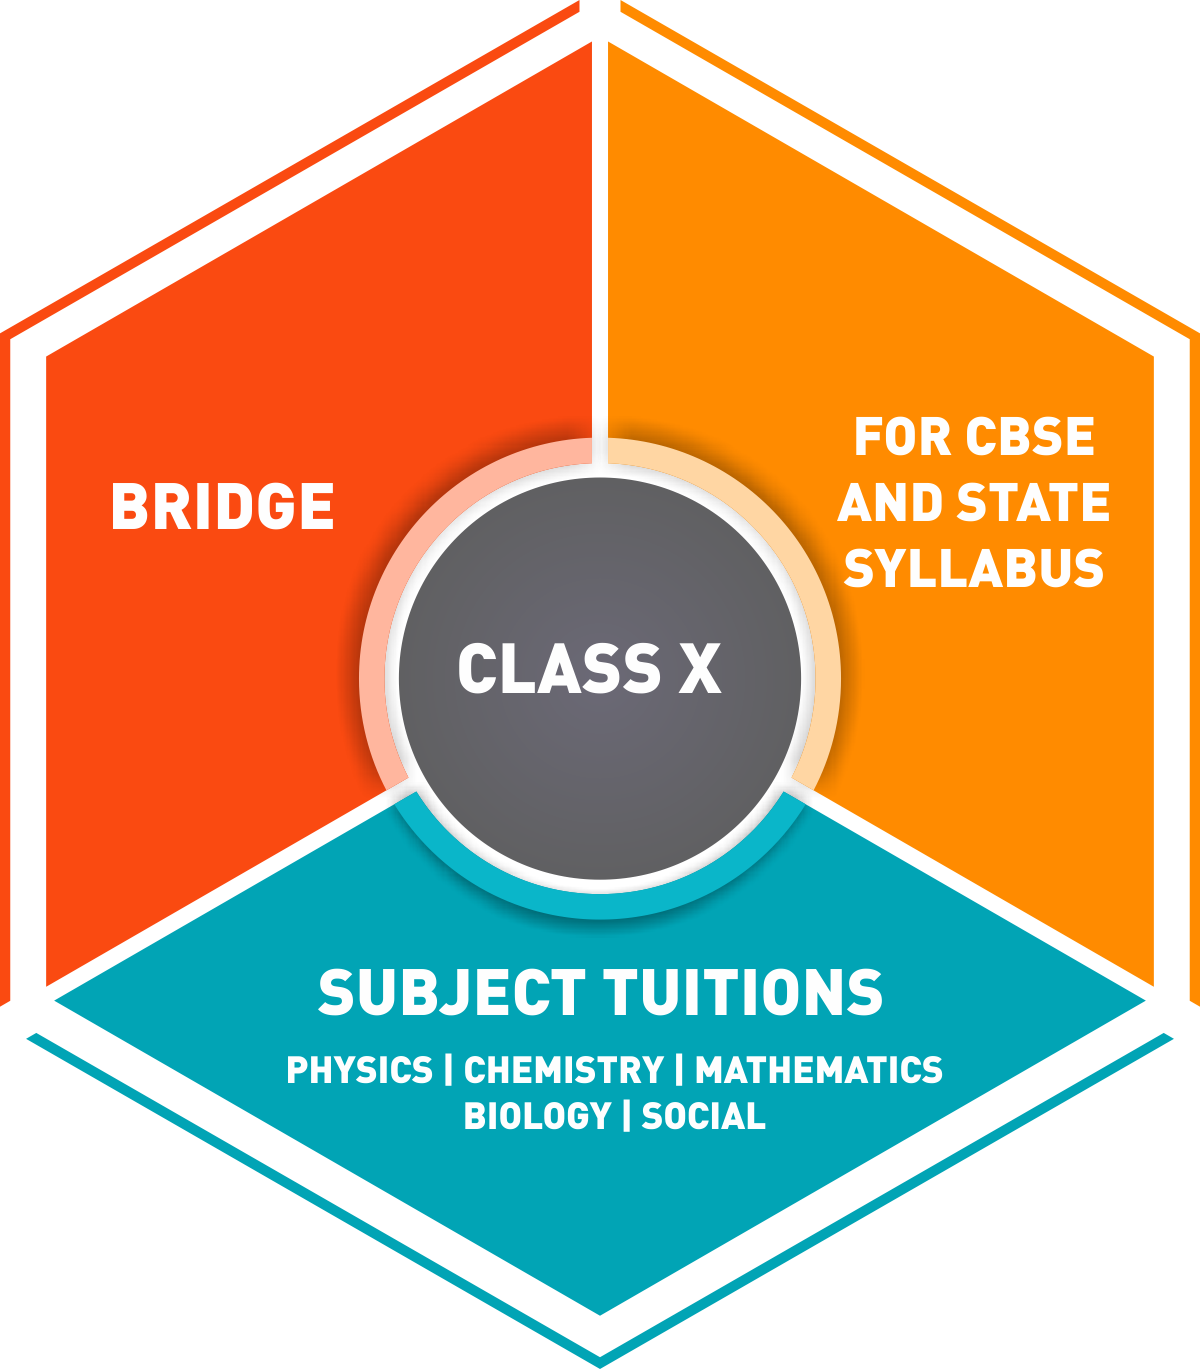 BRIDGE
FOR CBSE
AND STATE
SYLLABUS
CLASS X
SUBJECT TUITIONS
PHYSICS | CHEMISTRY | MATHEMATICS
BIOLOGY | SOCIAL